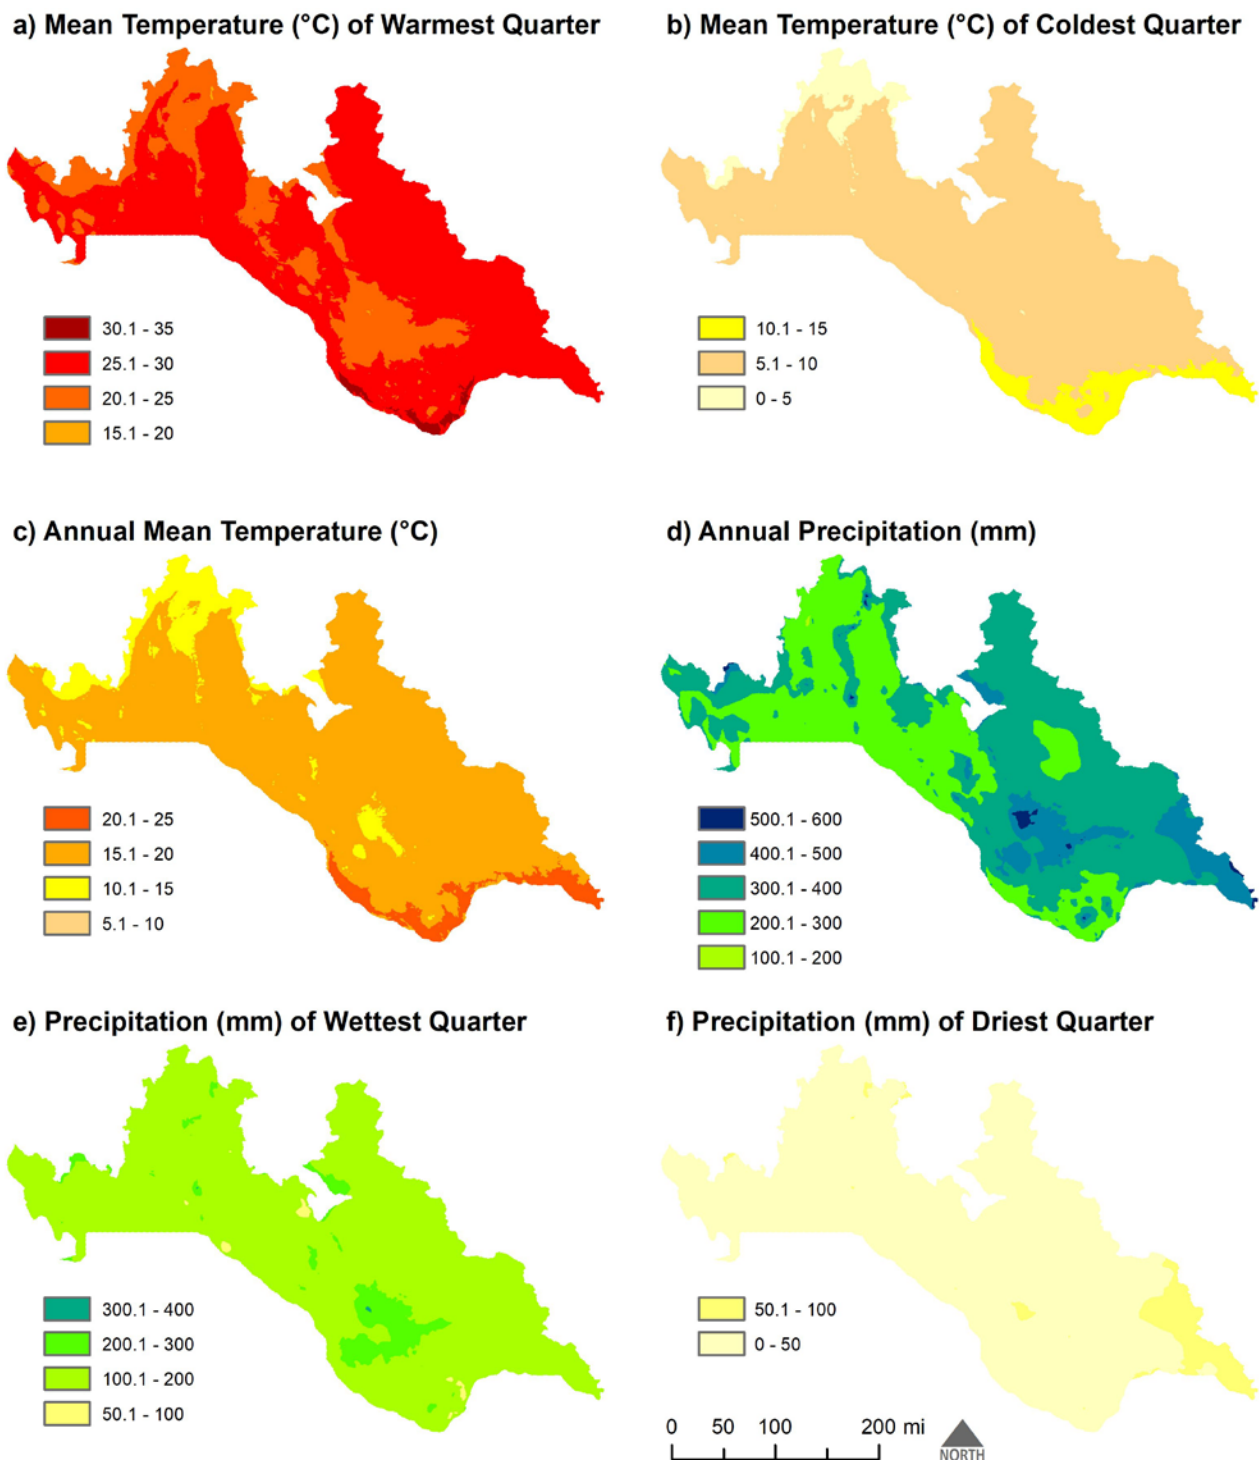 a) Mean Temperature (°C) of Warmest Quarter
b) Mean Temperature (°C) of Coldest Quarter
30.1 - 35
25.1 - 30
20.1 - 25
15.1 - 20
10.1 - 15
5.1 - 10
0 - 5
c) Annual Mean Temperature (°C)
d) Annual Precipitation (mm)
20.1 - 25
15.1 - 20
10.1 - 15
5.1 - 10
500.1 - 600
400.1 - 500
300.1 - 400
200.1 - 300
100.1 - 200
e) Precipitation (mm) of Wettest Quarter
f) Precipitation (mm) of Driest Quarter
300.1 - 400
200.1 - 300
100.1 - 200
50.1 - 100
50.1 - 100
0 - 50
0 50 100 200 mi
NORTH